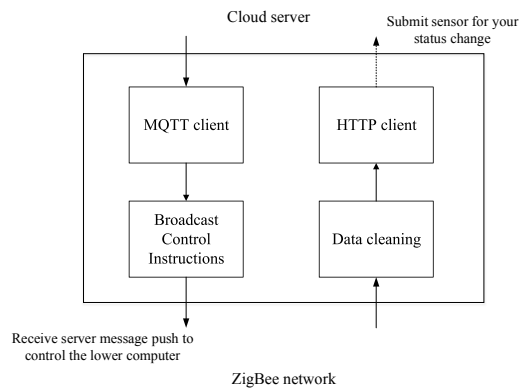 Cloud server
Submit sensor for your
status change
MQTT client
HTTP client
Broadcast
Control
Instructions
Data cleaning
Receive server message push to
control the lower computer
ZigBee network